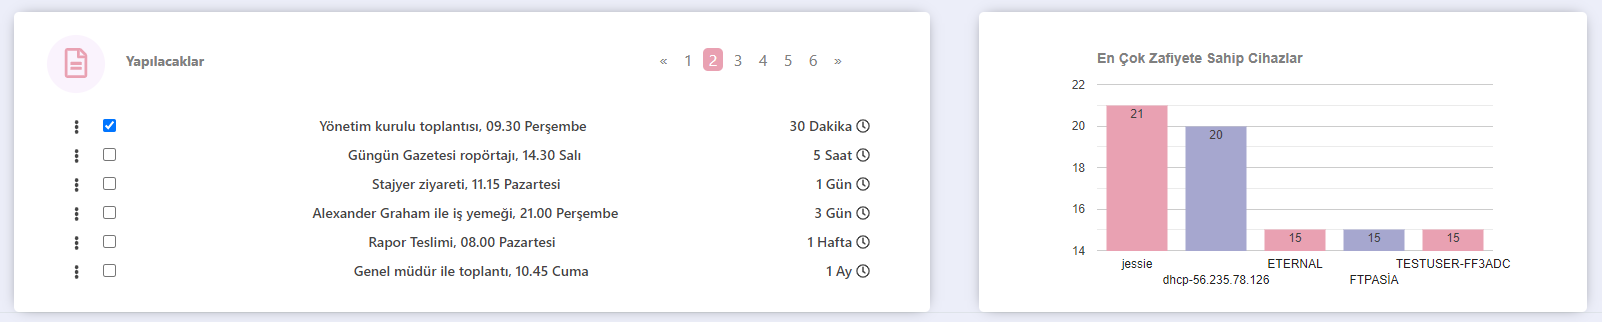 Yapılacaklar
« 1 2 3 4 5 6 »
Yönetim kurulu toplantısı, 09.30 Perşembe 30 Dakika
Güngün Gazetesi ropörtajı, 14.30 Salı 5 Saat
Stajyer ziyareti, 11.15 Pazartesi 1 Gün
Alexander Graham ile iş yemeği, 21.00 Perşembe 3 Gün
Rapor Teslimi, 08.00 Pazartesi 1 Hafta
Genel müdür ile toplantı, 10.45 Cuma 1 Ay
En Çok Zafiyete Sahip Cihazlar
22
20
18
16
14
21
20
15
15
15
jessie
dhcp-56.235.78.126
ETERNAL
FTPASİA
TESTUSER-FF3ADC